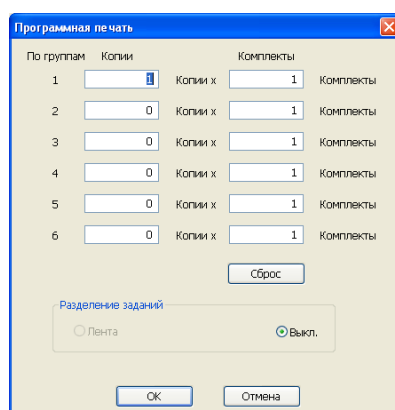 Программная печать
По группам Копии Комплекты
1 1 Копии x 1 Комплекты
2 0 Копии x 1 Комплекты
3 0 Копии x 1 Комплекты
4 0 Копии x 1 Комплекты
5 0 Копии x 1 Комплекты
6 0 Копии x 1 Комплекты
Сброс
Разделение заданий
Лента Выкл.
OK Отмена